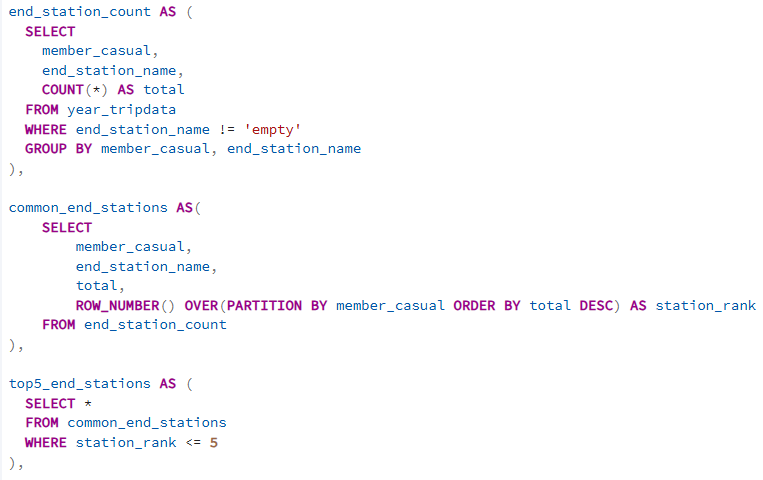 end_station_count AS (
  SELECT
    member_casual,
    end_station_name,
    COUNT(*) AS total
  FROM year_tripdata
  WHERE end_station_name != 'empty'
  GROUP BY member_casual, end_station_name
),

common_end_stations AS(
    SELECT
        member_casual,
        end_station_name,
        total,
        ROW_NUMBER() OVER(PARTITION BY member_casual ORDER BY total DESC) AS station_rank
    FROM end_station_count
),

top5_end_stations AS (
  SELECT *
  FROM common_end_stations
  WHERE station_rank <= 5
),